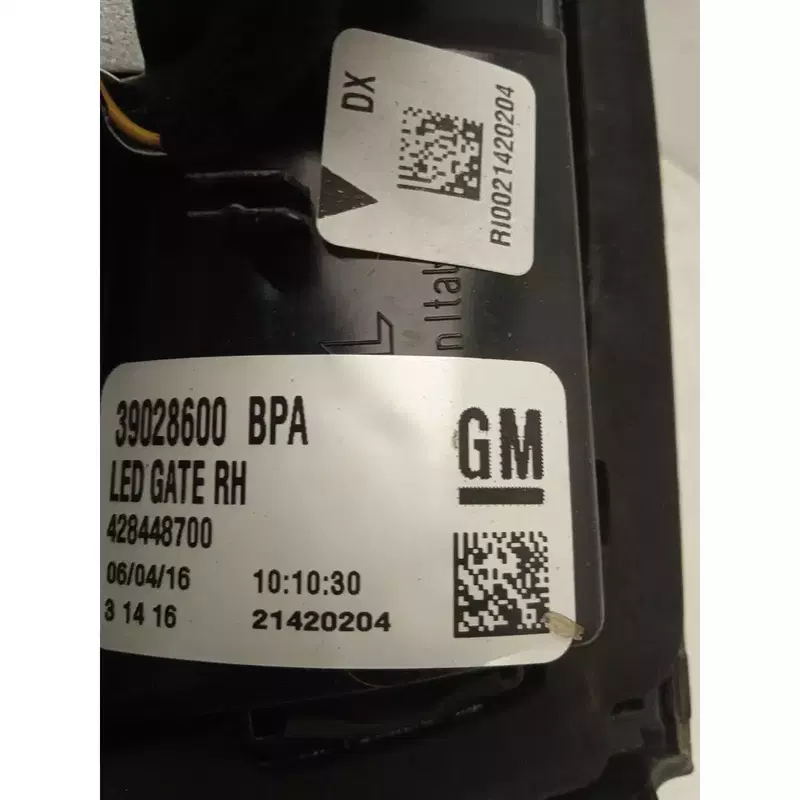 DX
RI0021420204
n Ital
39028600 BPA
GM
LED GATE RH
428448700
06/04/16 10:10:30
3 14 16 21420204